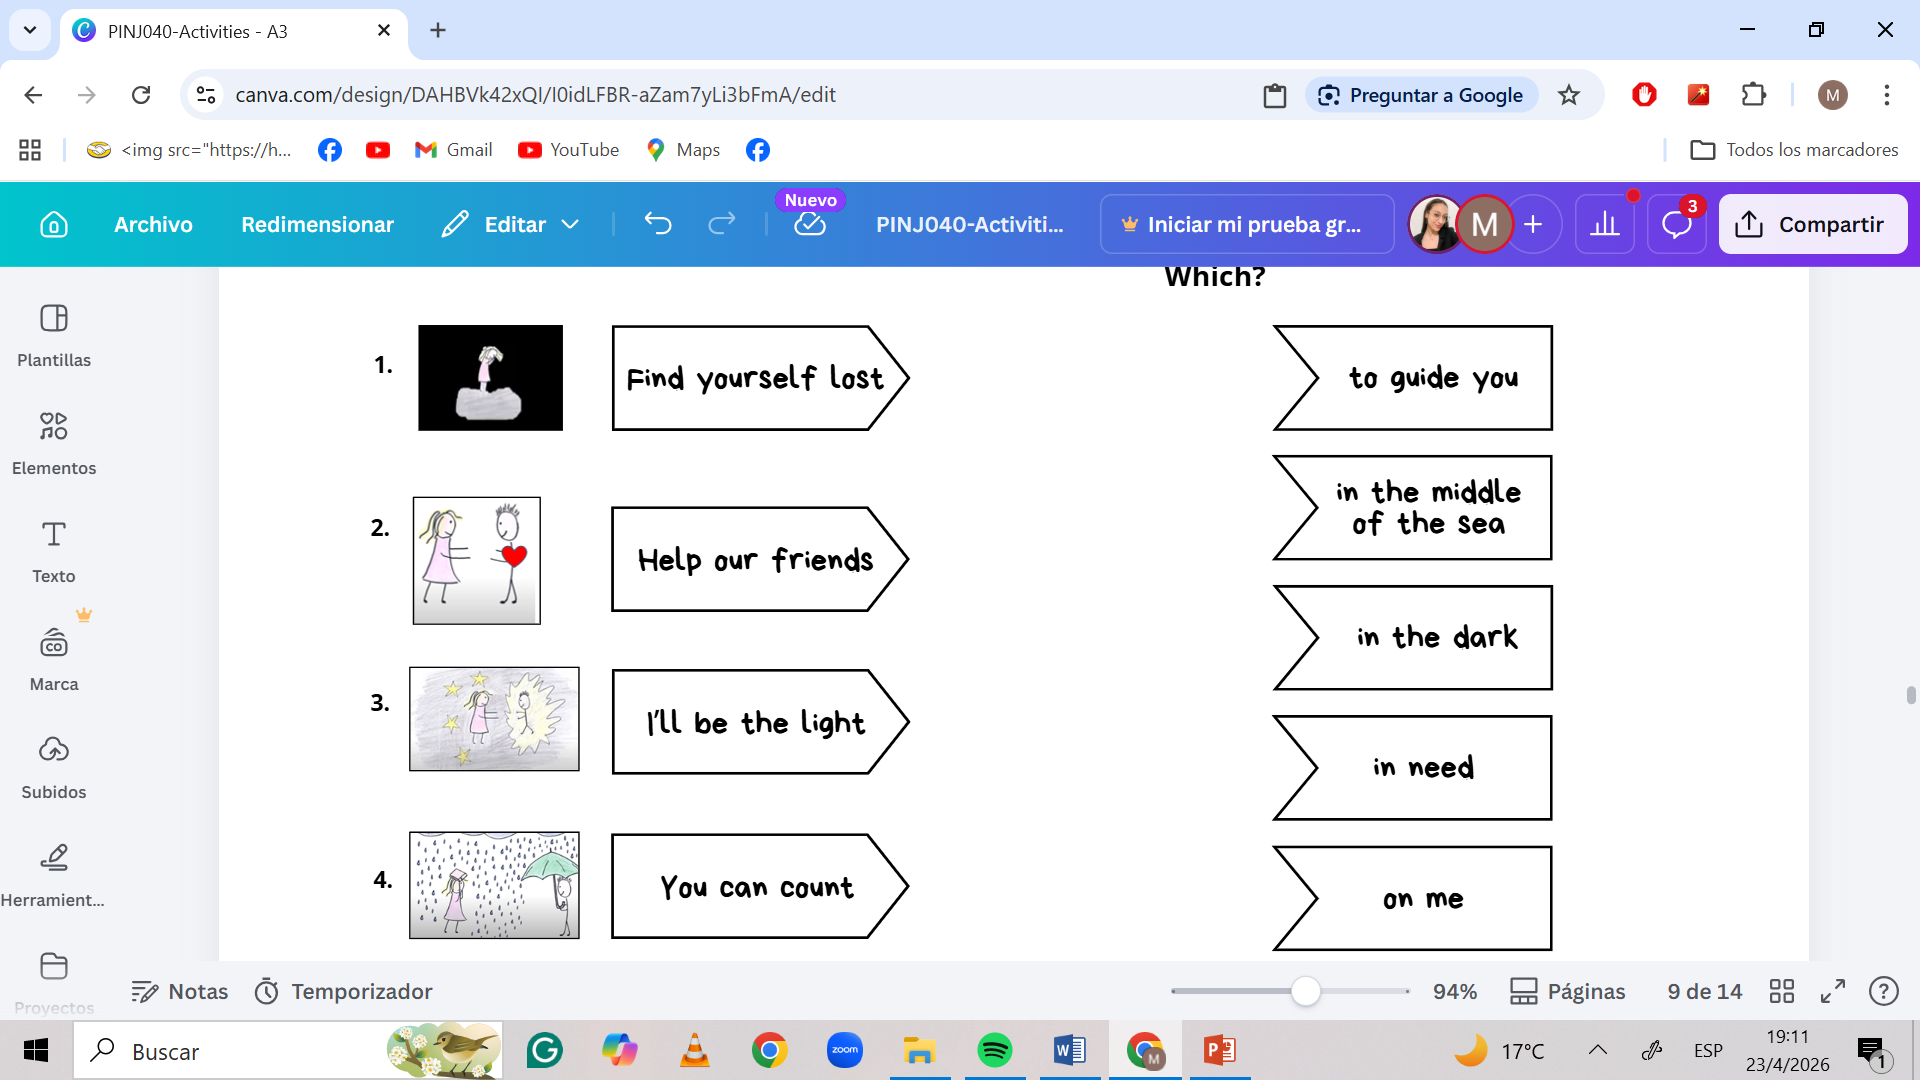 PINJ040-Activities - A3
canva.com/design/DAHBVk42xQI/I0idLFBR-aZam7yLi3bFmA/edit
Preguntar a Google
M
<img src="https://h...
Gmail
YouTube
Maps
Todos los marcadores
Archivo
Redimensionar
Editar
Nuevo
PINJ040-Activiti...
Iniciar mi prueba gr...
M
3
Compartir
Plantillas
Elementos
Texto
Marca
Subidos
Herramient...
Proyectos
Which?
1.
Find yourself lost
to guide you
in the middle
of the sea
2.
Help our friends
in the dark
3.
I'll be the light
in need
4.
You can count
on me
Notas
Temporizador
94%
Páginas
9 de 14
Buscar
zoom
M
17°C
ESP
19:11
23/4/2026
1